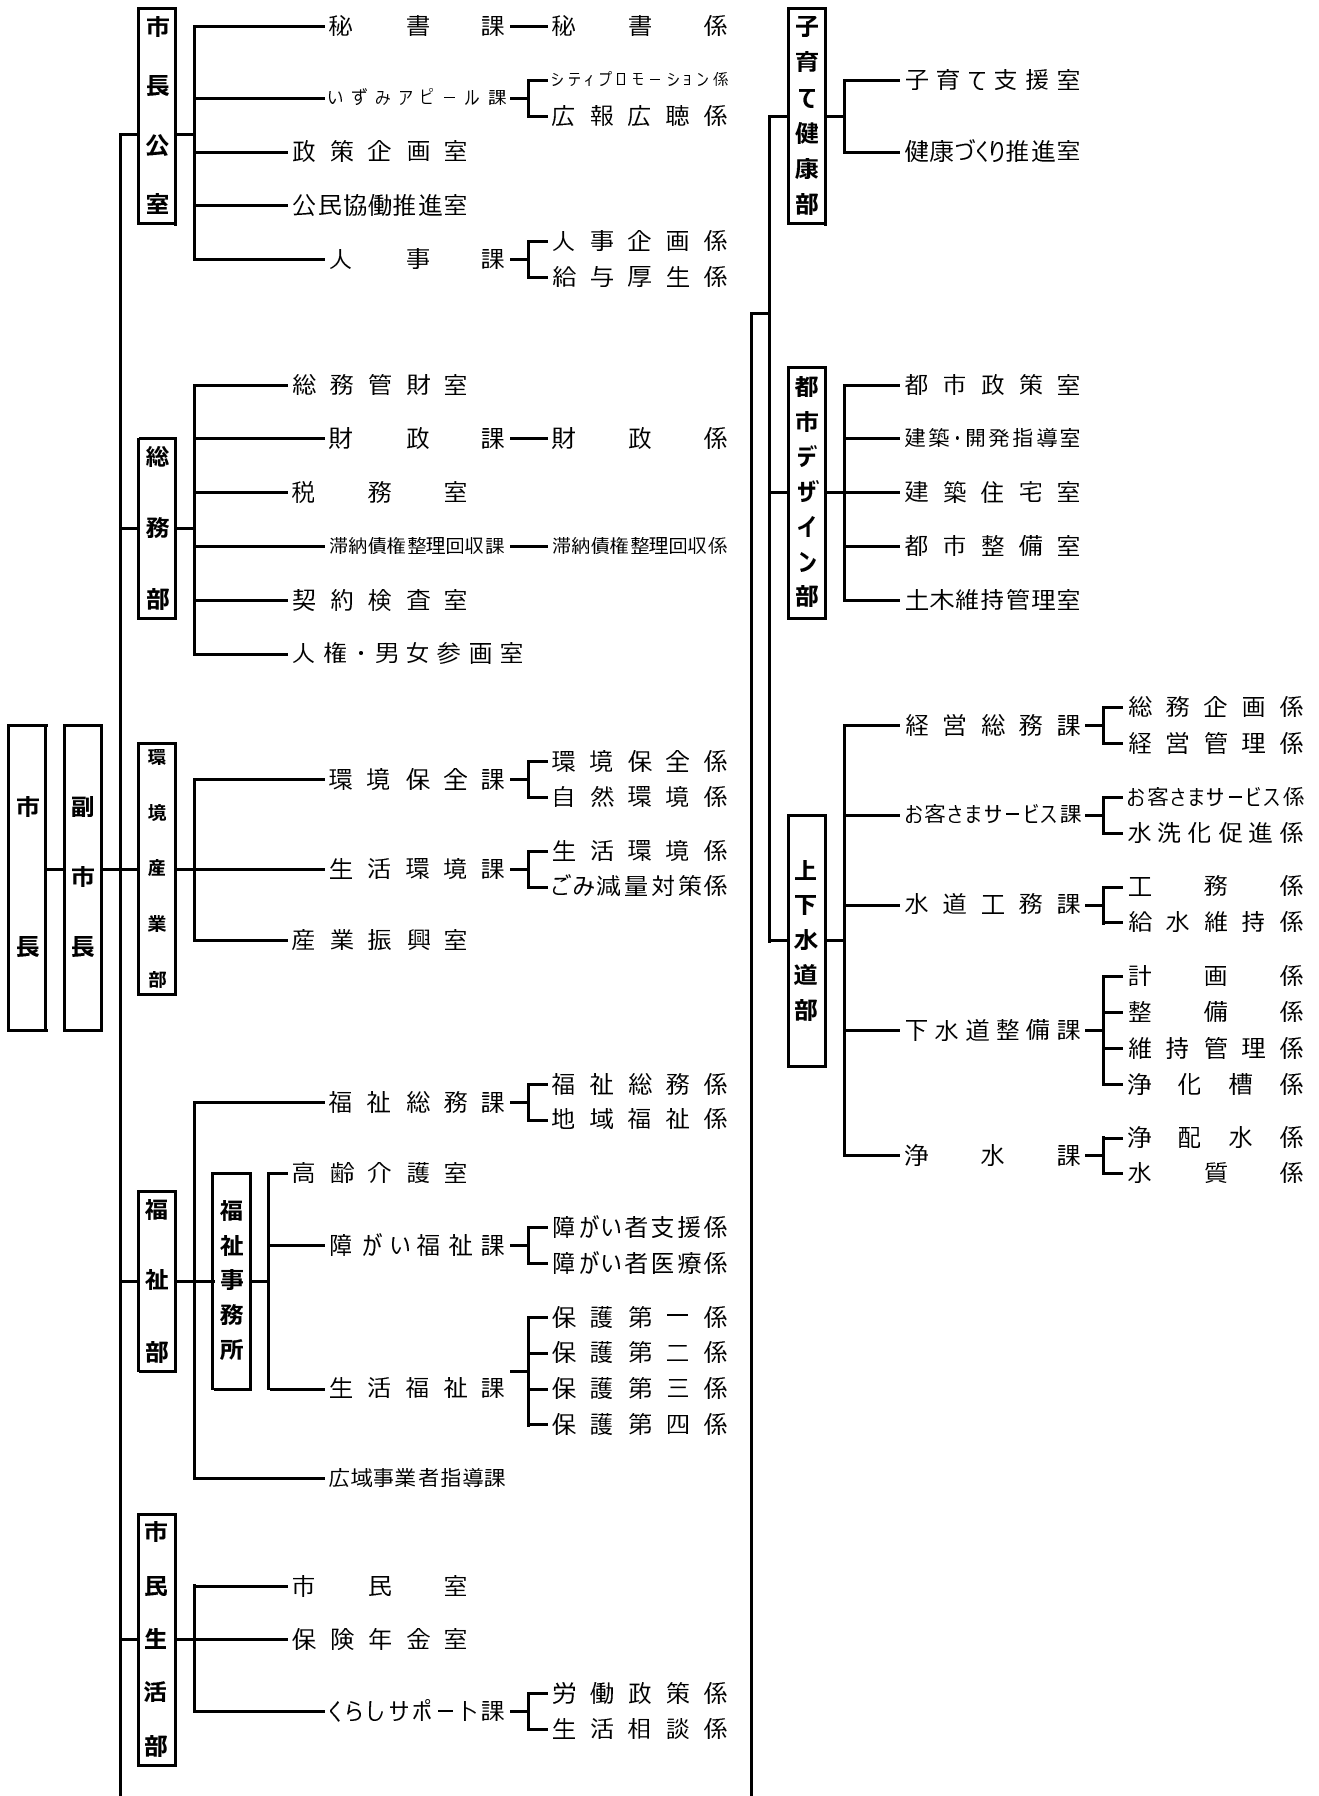 市長
副市長
市長公室
秘書課
秘書係
いずみアピール課
シティプロモーション係
広報広聴係
政策企画室
公民協働推進室
人事課
人事企画係
給与厚生係
総務部
総務管財室
財政課
財政係
税務室
滞納債権整理回収課
滞納債権整理回収係
契約検査室
人権・男女参画室
環境産業部
環境保全課
環境保全係
自然環境係
生活環境課
生活環境係
ごみ減量対策係
産業振興室
福祉部
福祉総務課
福祉総務係
地域福祉係
福祉事務所
高齢介護室
障がい福祉課
障がい者支援係
障がい者医療係
生活福祉課
保護第一係
保護第二係
保護第三係
保護第四係
広域事業者指導課
市民生活部
市民室
保険年金室
くらしサポート課
労働政策係
生活相談係
子育て健康部
子育て支援室
健康づくり推進室
都市デザイン部
都市政策室
建築・開発指導室
建築住宅室
都市整備室
土木維持管理室
上下水道部
経営総務課
総務企画係
経営管理係
お客さまサービス課
お客さまサービス係
水洗化促進係
水道工務課
工務係
給水維持係
下水道整備課
計画係
整備係
維持管理係
浄化槽係
浄水課
浄配水係
水質係